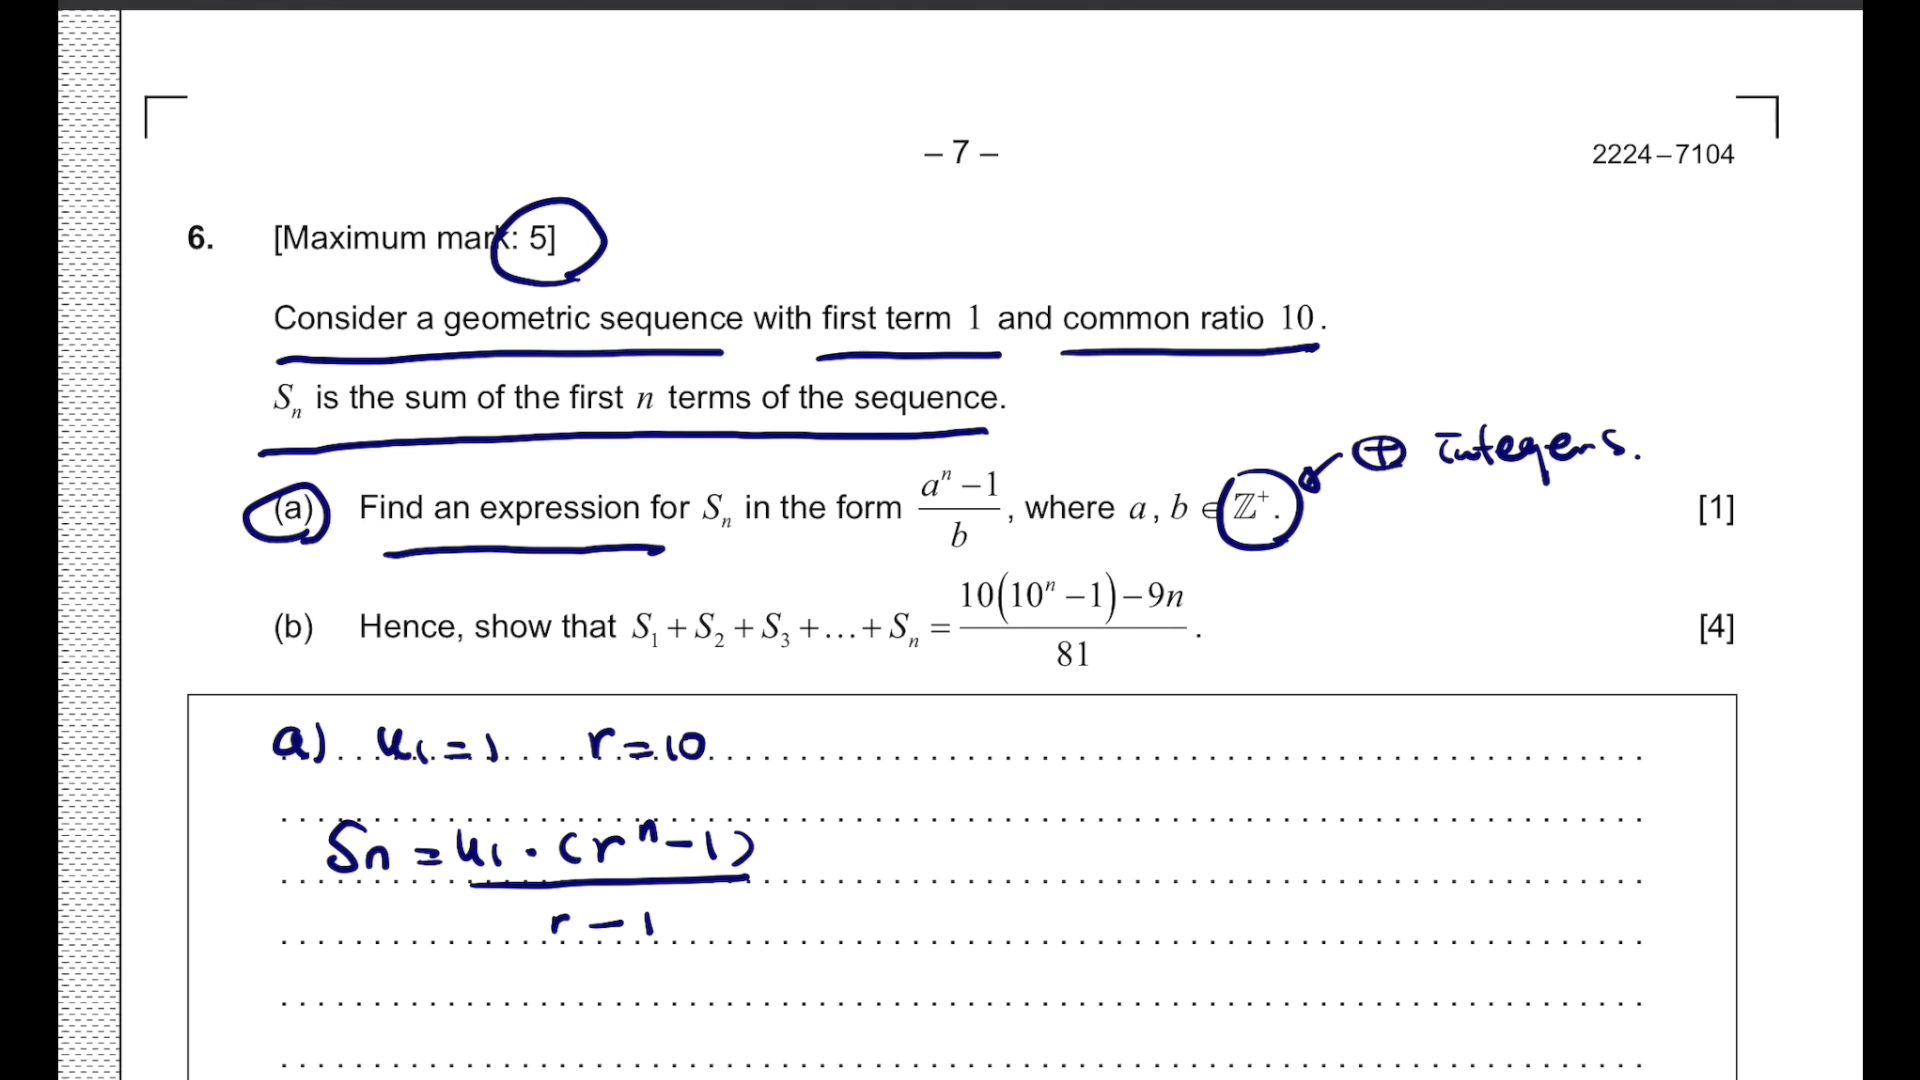 – 7 –
2224–7104
6. [Maximum mark: 5]
Consider a geometric sequence with first term 1 and common ratio 10.
Sₙ is the sum of the first n terms of the sequence.
⊕ integers.
(a) Find an expression for Sₙ in the form (aⁿ − 1)/b, where a, b ∈ ℤ⁺. [1]
(b) Hence, show that S₁ + S₂ + S₃ + ... + Sₙ = (10(10ⁿ − 1) − 9n)/81. [4]
a) u₁ = 1 r = 10
Sₙ = u₁ · (rⁿ − 1)
r − 1